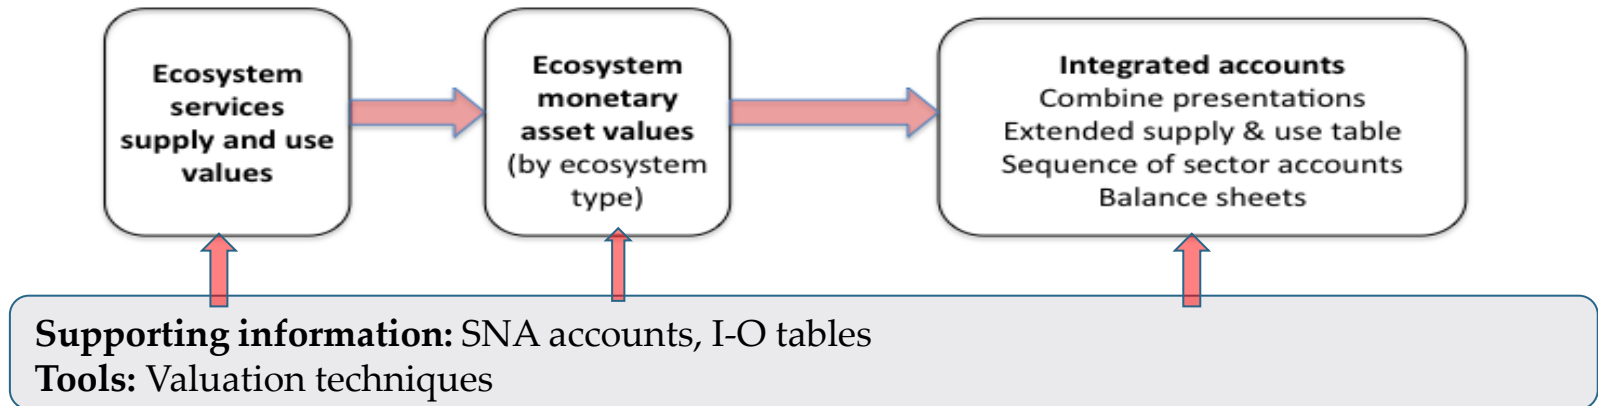 Ecosystem
services
supply and use
values
Ecosystem
monetary
asset values
(by ecosystem
type)
Integrated accounts
Combine presentations
Extended supply & use table
Sequence of sector accounts
Balance sheets
Supporting information: SNA accounts, I-O tables
Tools: Valuation techniques